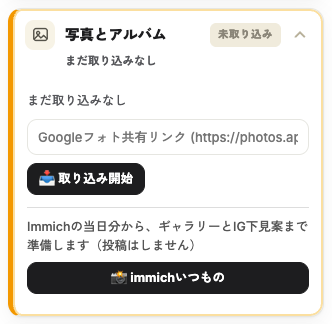 写真とアルバム
未取り込み
まだ取り込みなし
まだ取り込みなし
Googleフォト共有リンク (https://photos.ap
取り込み開始
Immichの当日分から、ギャラリーとIG下見案まで
準備します（投稿はしません）
immichいつもの